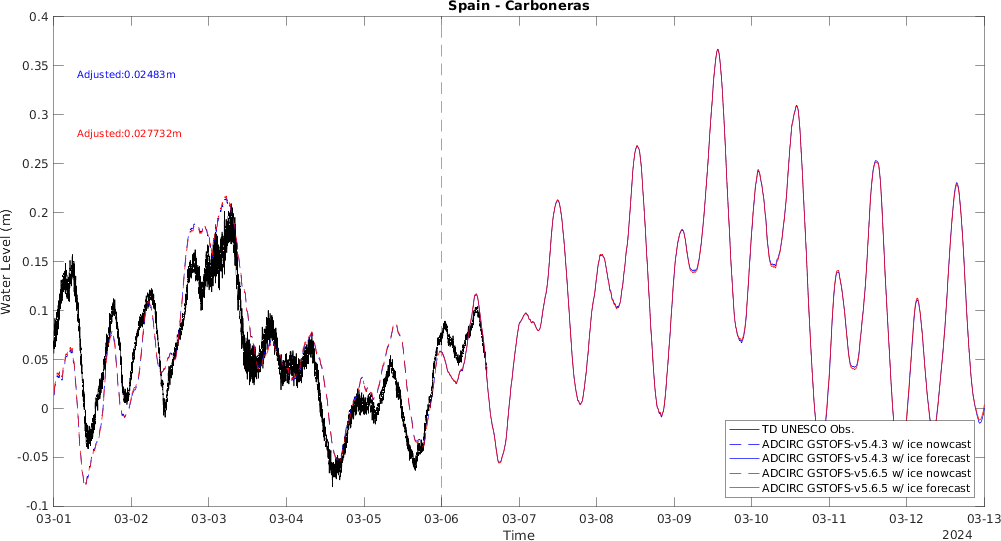 Spain - Carboneras
0.4
0.35
0.3
0.25
0.2
0.15
0.1
0.05
0
-0.05
-0.1
Water Level (m)
Adjusted:0.02483m
Adjusted:0.027732m
TD UNESCO Obs.
ADCIRC GSTOFS-v5.4.3 w/ ice nowcast
ADCIRC GSTOFS-v5.4.3 w/ ice forecast
ADCIRC GSTOFS-v5.6.5 w/ ice nowcast
ADCIRC GSTOFS-v5.6.5 w/ ice forecast
03-01 03-02 03-03 03-04 03-05 03-06 03-07 03-08 03-09 03-10 03-11 03-12 03-13
Time
2024